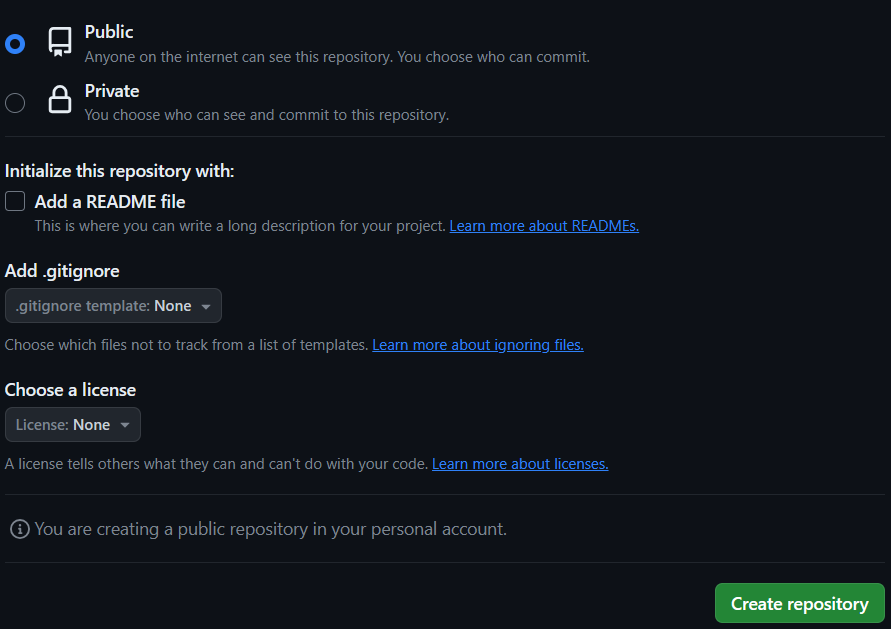 Public
Anyone on the internet can see this repository. You choose who can commit.
Private
You choose who can see and commit to this repository.
Initialize this repository with:
Add a README file
This is where you can write a long description for your project. Learn more about READMEs.
Add .gitignore
.gitignore template: None
Choose which files not to track from a list of templates. Learn more about ignoring files.
Choose a license
License: None
A license tells others what they can and can't do with your code. Learn more about licenses.
You are creating a public repository in your personal account.
Create repository